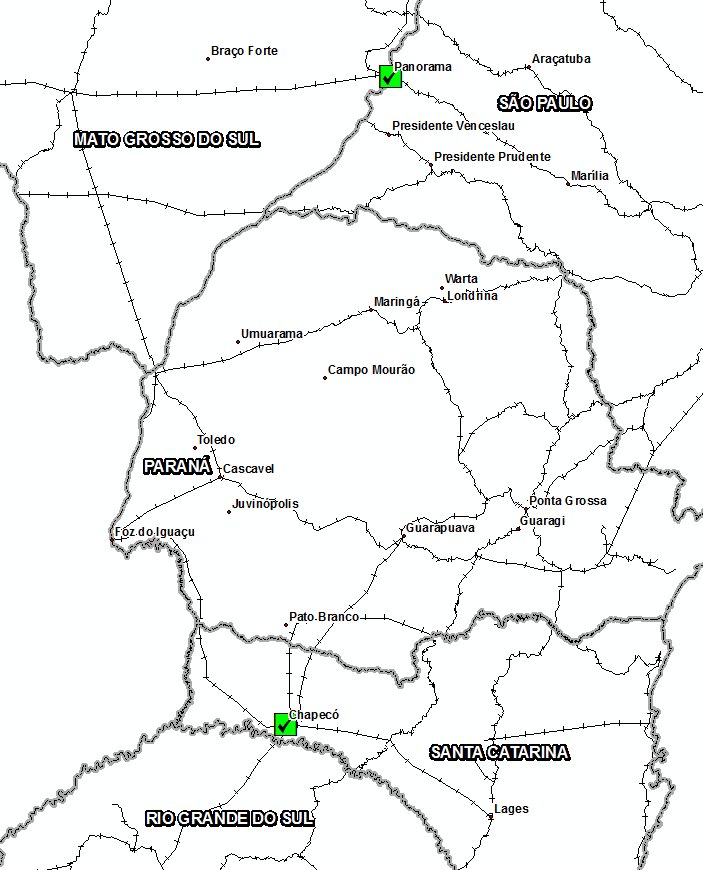 Braço Forte
Panorama
Araçatuba
SÃO PAULO
Presidente Venceslau
MATO GROSSO DO SUL
Presidente Prudente
Marília
Warta
Londrina
Maringá
Umuarama
Campo Mourão
Toledo
PARANÁ
Cascavel
Juvinópolis
Ponta Grossa
Guaragi
Guarapuava
Foz do Iguaçu
Pato Branco
Chapecó
SANTA CATARINA
Lages
RIO GRANDE DO SUL